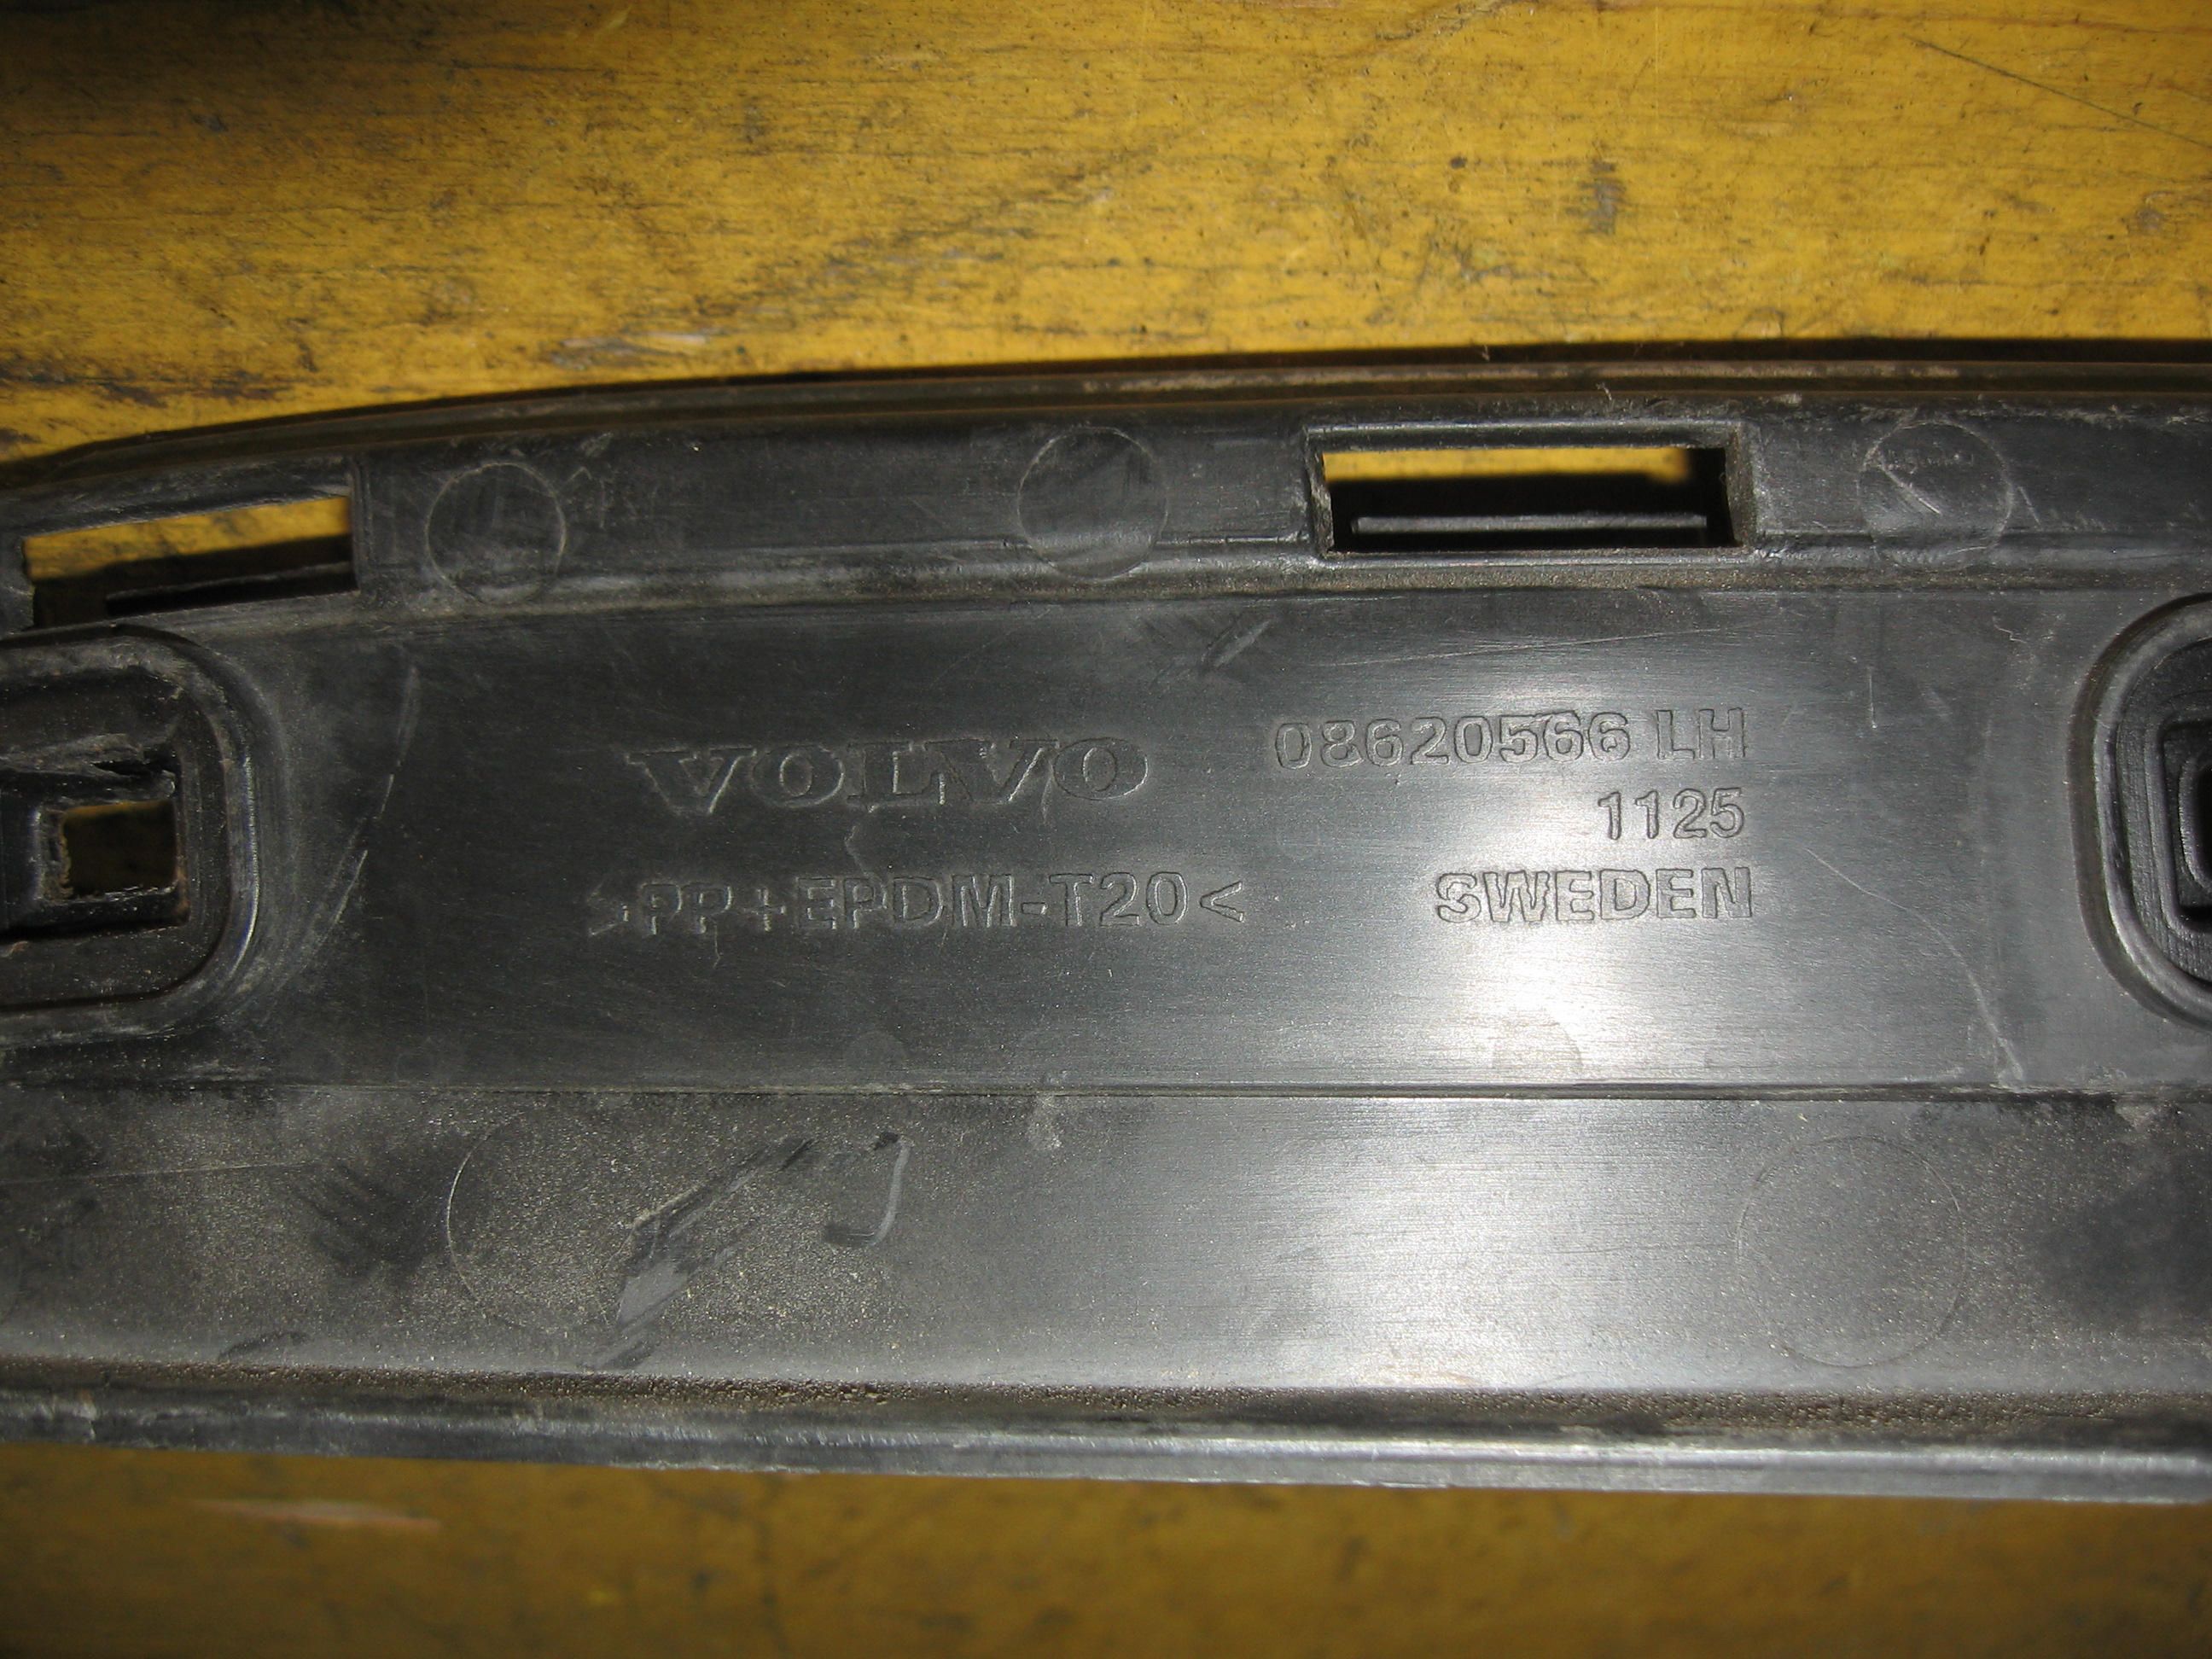 VOLVO 08620566 LH
1125
>PP+EPDM-T20< SWEDEN